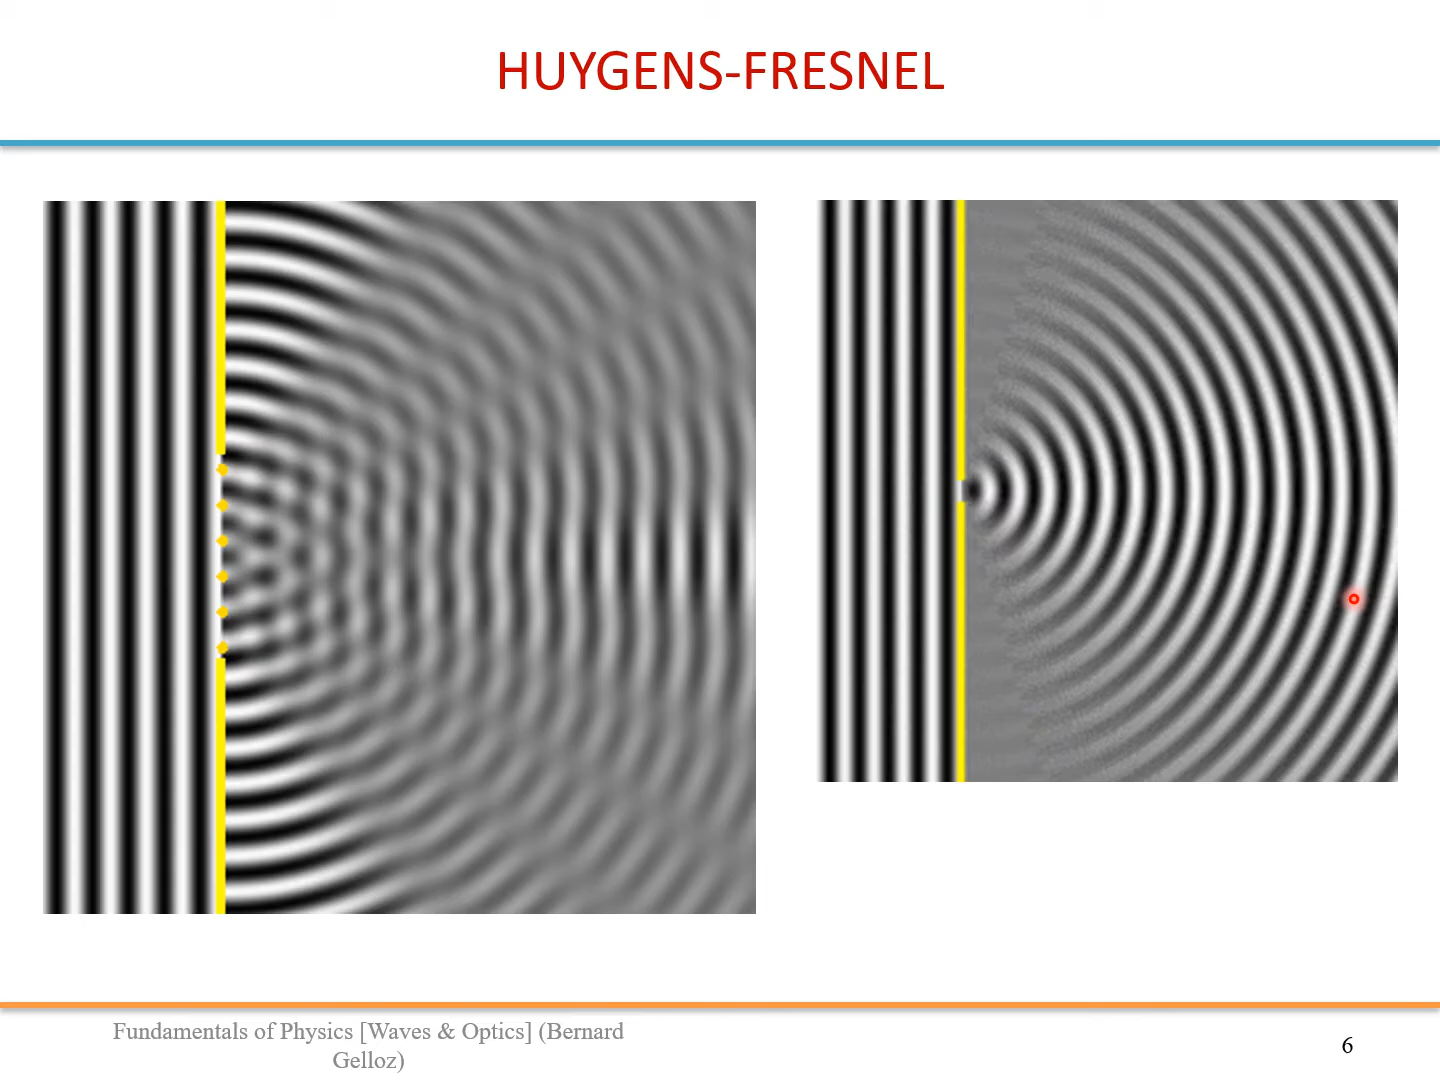 HUYGENS-FRESNEL
Fundamentals of Physics [Waves & Optics] (Bernard
Gelloz)
6